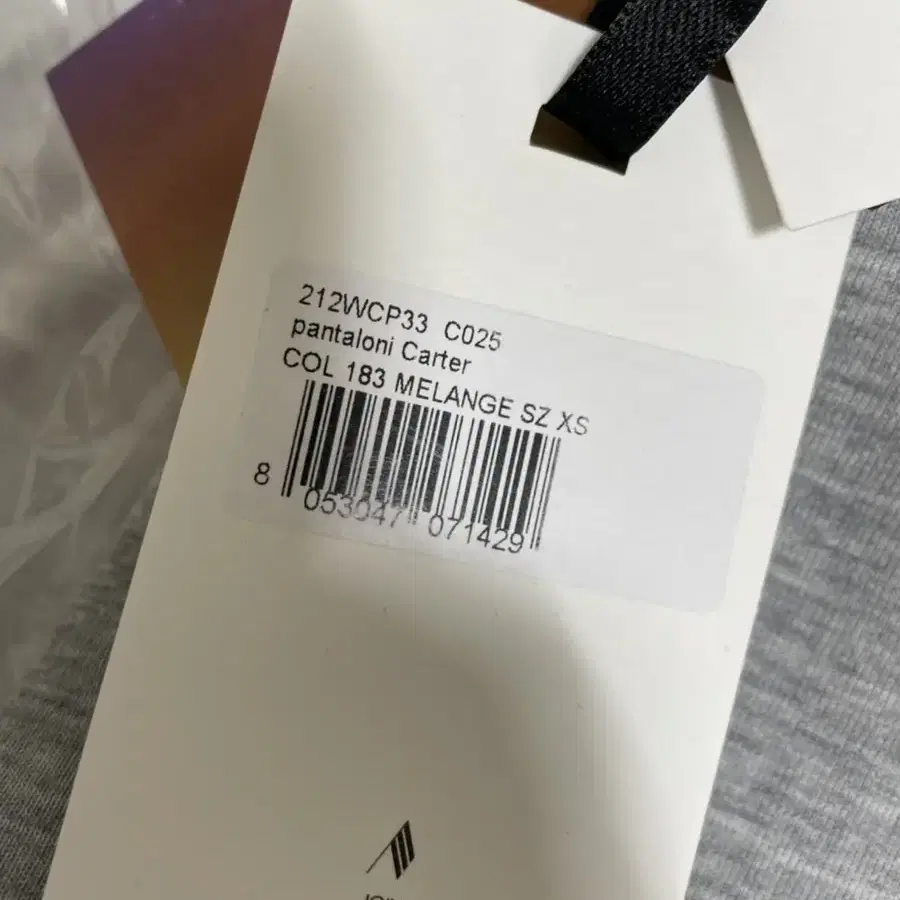 212WCP33 C025
pantaloni Carter
COL 183 MELANGE SZ XS
8 053047 071429